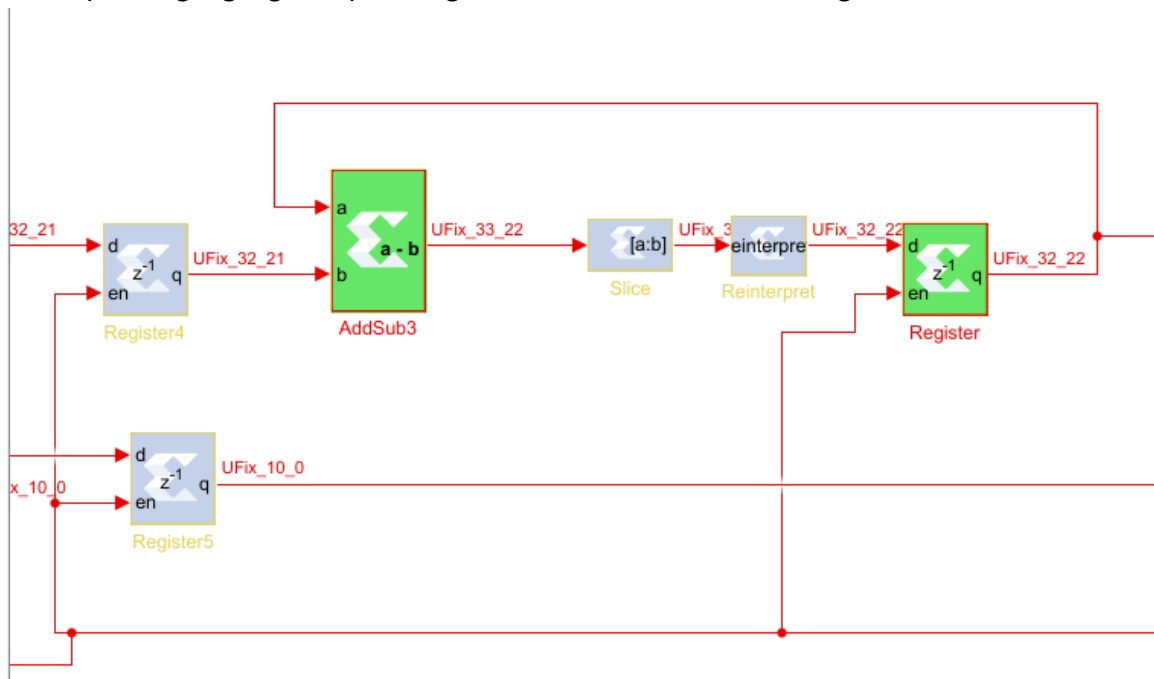 32_21
d
en
z-1
q
Register4
UFix_32_21
a
b
a - b
AddSub3
UFix_33_22
[a:b]
Slice
UFix_3
einterpre
Reinterpret
UFix_32_22
d
en
z-1
q
Register
UFix_32_22
x_10_0
d
en
z-1
q
Register5
UFix_10_0